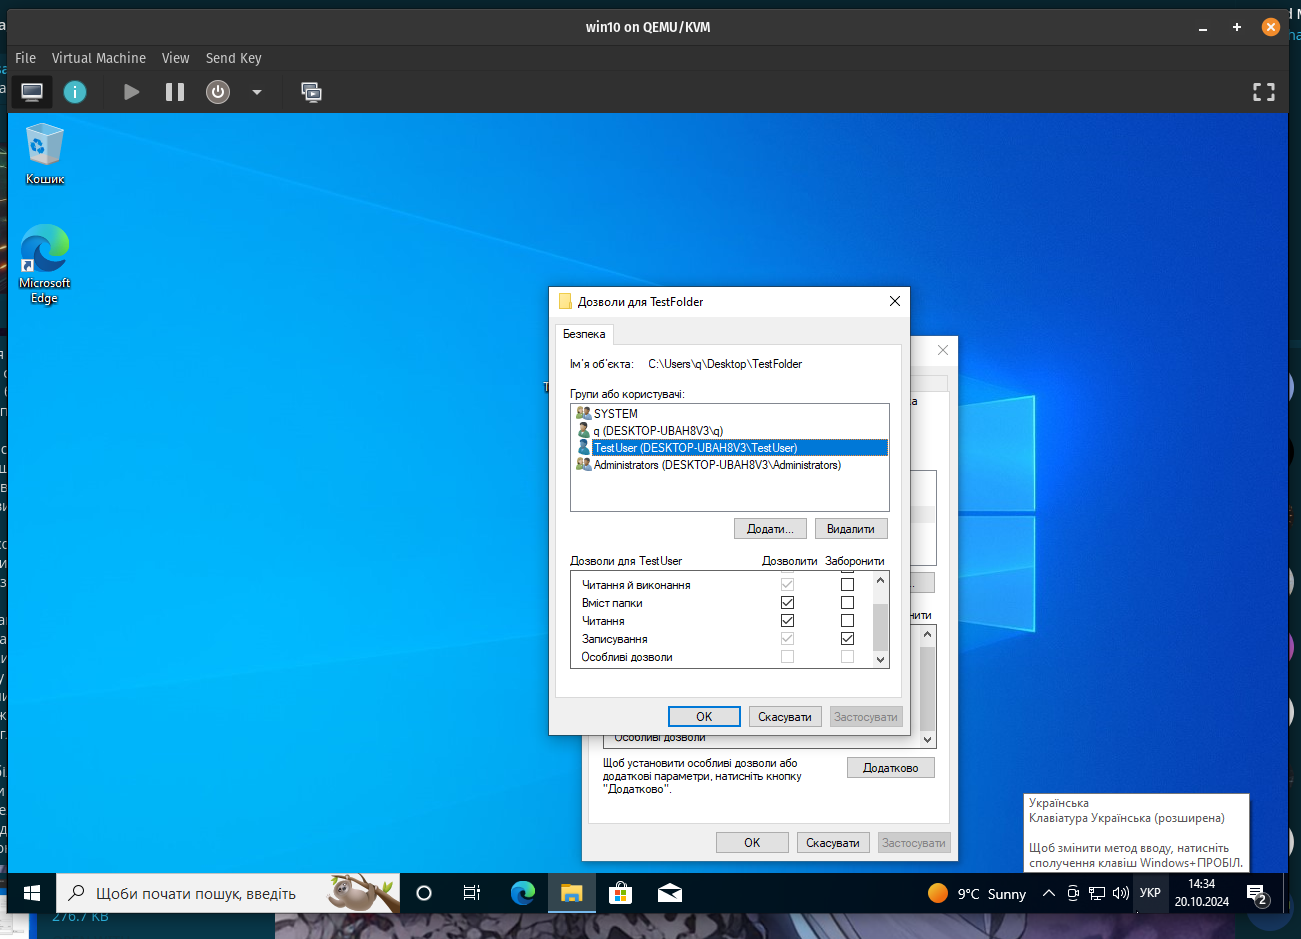 win10 on QEMU/KVM
File Virtual Machine View Send Key
Кошик
Microsoft
Edge
Дозволи для TestFolder
Безпека
Ім'я об'єкта: C:\Users\q\Desktop\TestFolder
Групи або користувачі:
SYSTEM
q (DESKTOP-UBAH8V3\q)
TestUser (DESKTOP-UBAH8V3\TestUser)
Administrators (DESKTOP-UBAH8V3\Administrators)
Додати... Видалити
Дозволи для TestUser Дозволити Заборонити
Читання й виконання
Вміст папки
Читання
Записування
Особливі дозволи
OK Скасувати Застосувати
Особливі дозволи
Щоб установити особливі дозволи або
додаткові параметри, натисніть кнопку
"Додатково".
Додатково
OK Скасувати Застосувати
Українська
Клавіатура Українська (розширена)
Щоб змінити метод вводу, натисніть
сполучення клавіш Windows+ПРОБІЛ.
Щоби почати пошук, введіть
9°C Sunny
УКР
14:34
20.10.2024
2
276.7 KB